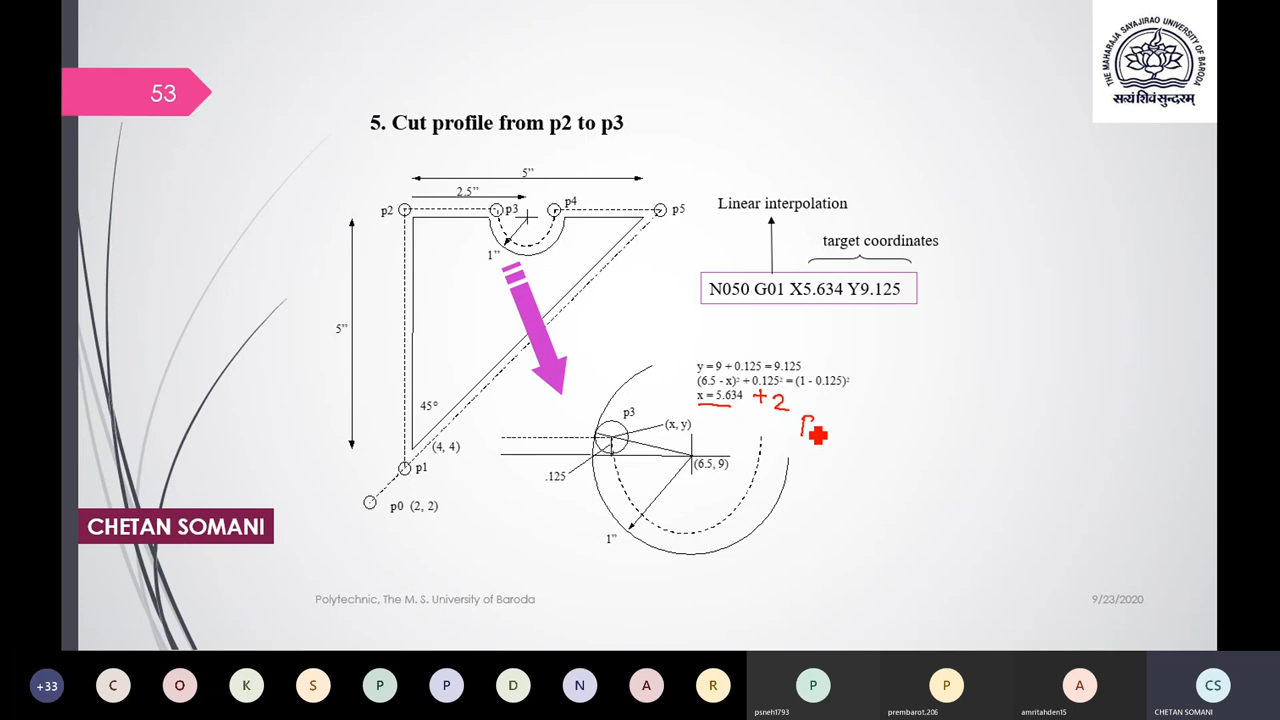 53
THE MAHARAJA SAYAJIRAO UNIVERSITY OF BARODA
सत्यं शिवं सुन्दरम्
5. Cut profile from p2 to p3
5”
2.5”
p2
p3
p4
p5
1”
5”
45°
(4, 4)
p1
p0 (2, 2)
Linear interpolation
target coordinates
N050 G01 X5.634 Y9.125
y = 9 + 0.125 = 9.125
(6.5 - x)² + 0.125² = (1 - 0.125)²
x = 5.634 +2
p3
(x, y)
.125
(6.5, 9)
1”
CHETAN SOMANI
Polytechnic, The M. S. University of Baroda
9/23/2020
+33
C
O
K
S
P
P
D
N
A
R
P
psneh1793
P
prembarot.206
A
amritahden15
CS
CHETAN SOMANI